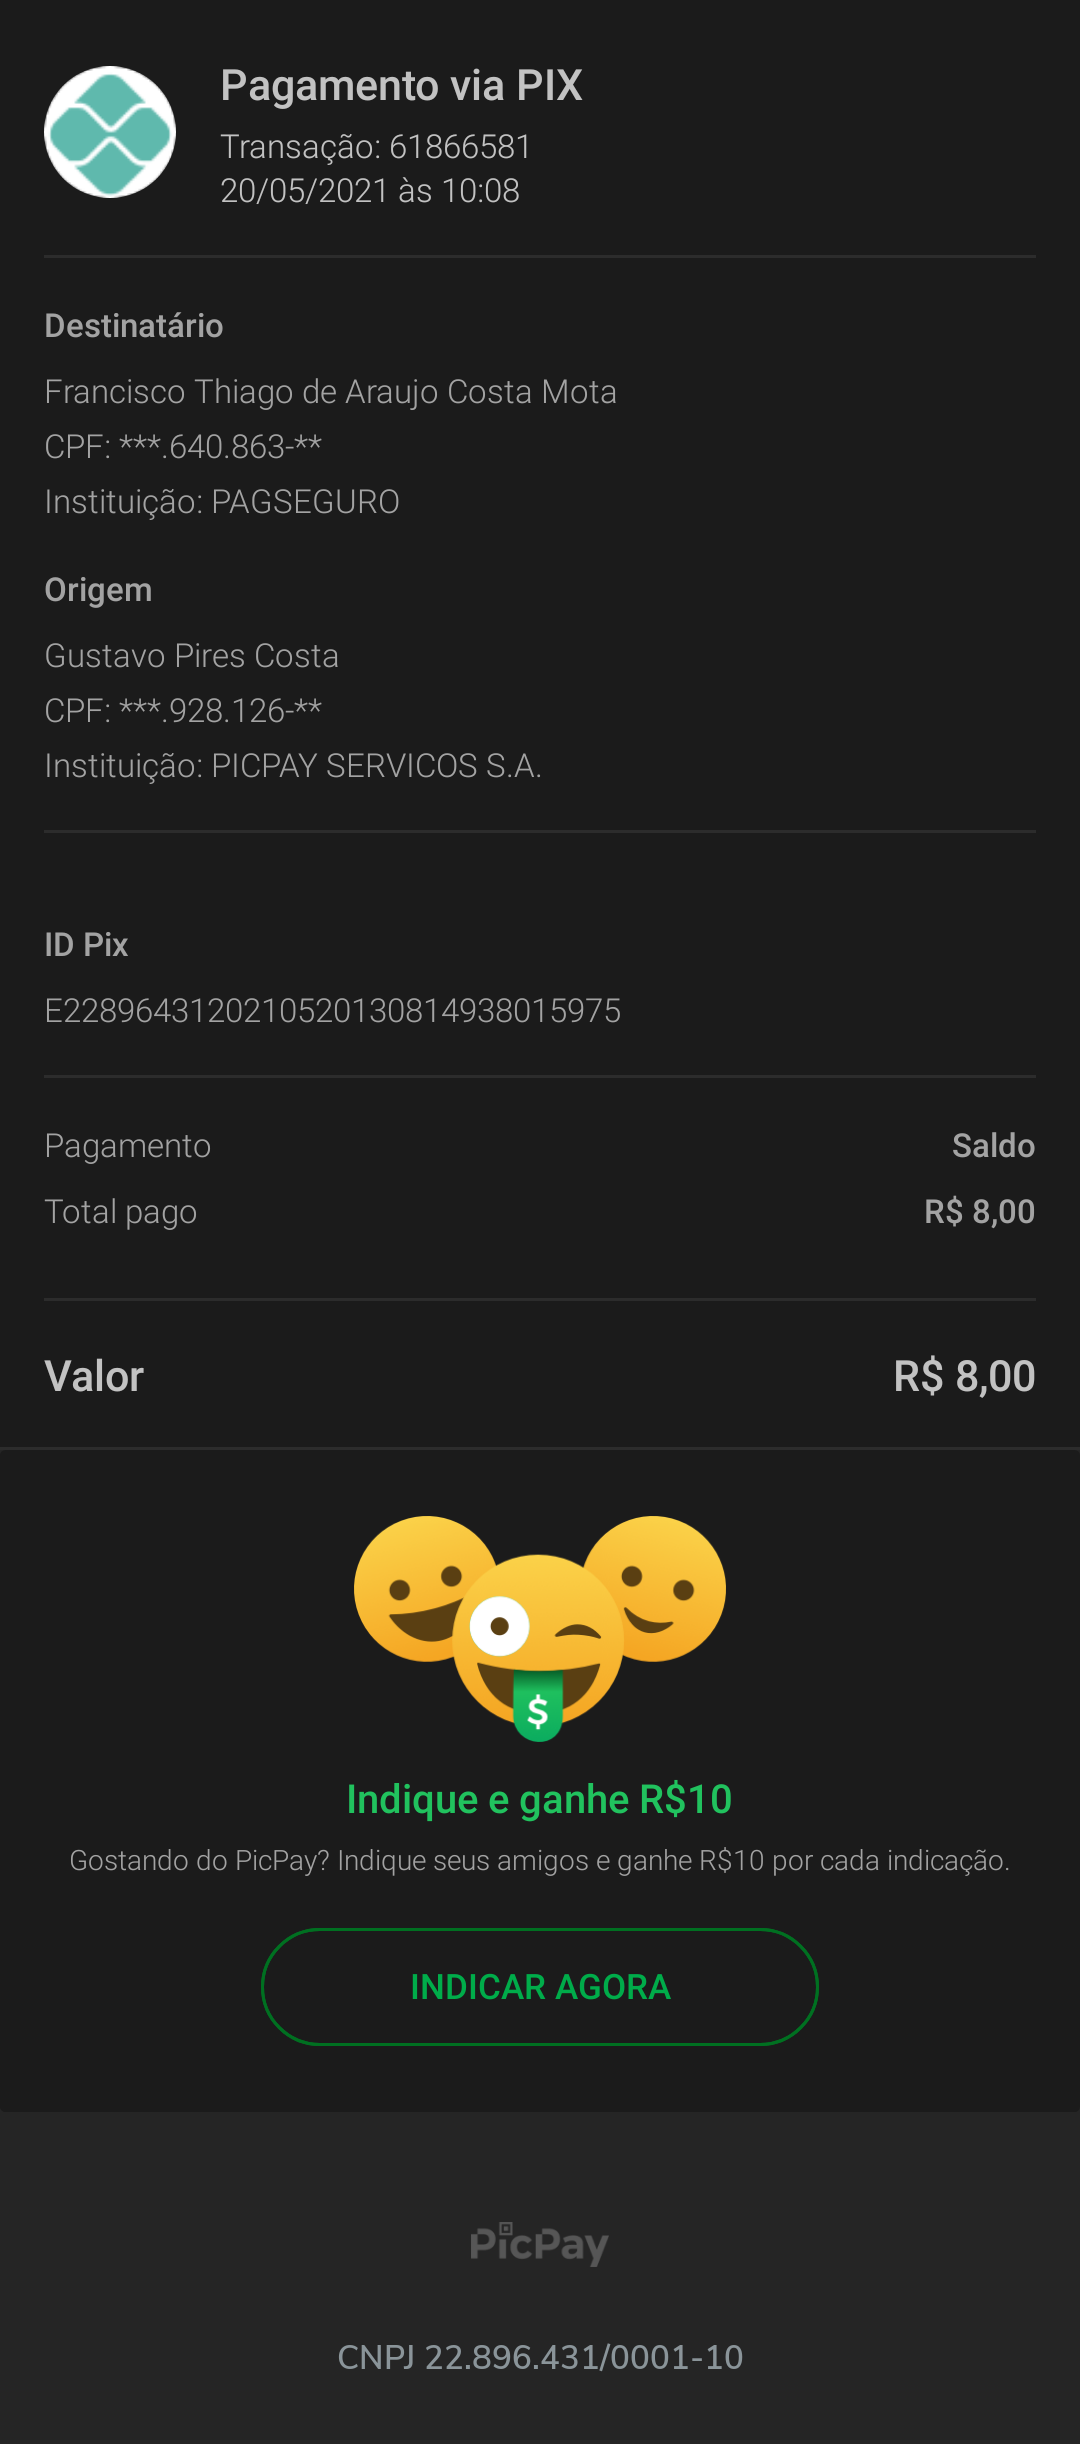 Pagamento via PIX
Transação: 61866581
20/05/2021 às 10:08
Destinatário
Francisco Thiago de Araujo Costa Mota
CPF: ***.640.863-**
Instituição: PAGSEGURO
Origem
Gustavo Pires Costa
CPF: ***.928.126-**
Instituição: PICPAY SERVICOS S.A.
ID Pix
E2289643120210520130814938015975
Pagamento Saldo
Total pago R$ 8,00
Valor R$ 8,00
$
Indique e ganhe R$10
Gostando do PicPay? Indique seus amigos e ganhe R$10 por cada indicação.
INDICAR AGORA
PicPay
CNPJ 22.896.431/0001-10